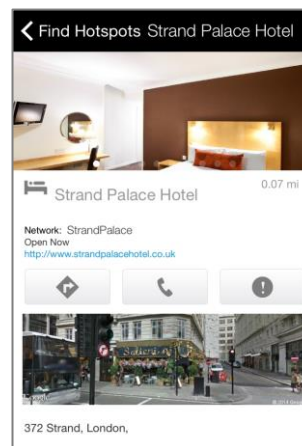 Find Hotspots Strand Palace Hotel
Strand Palace Hotel
0.07 mi
Network: StrandPalace
Open Now
http://www.strandpalacehotel.co.uk
Google
372 Strand, London,